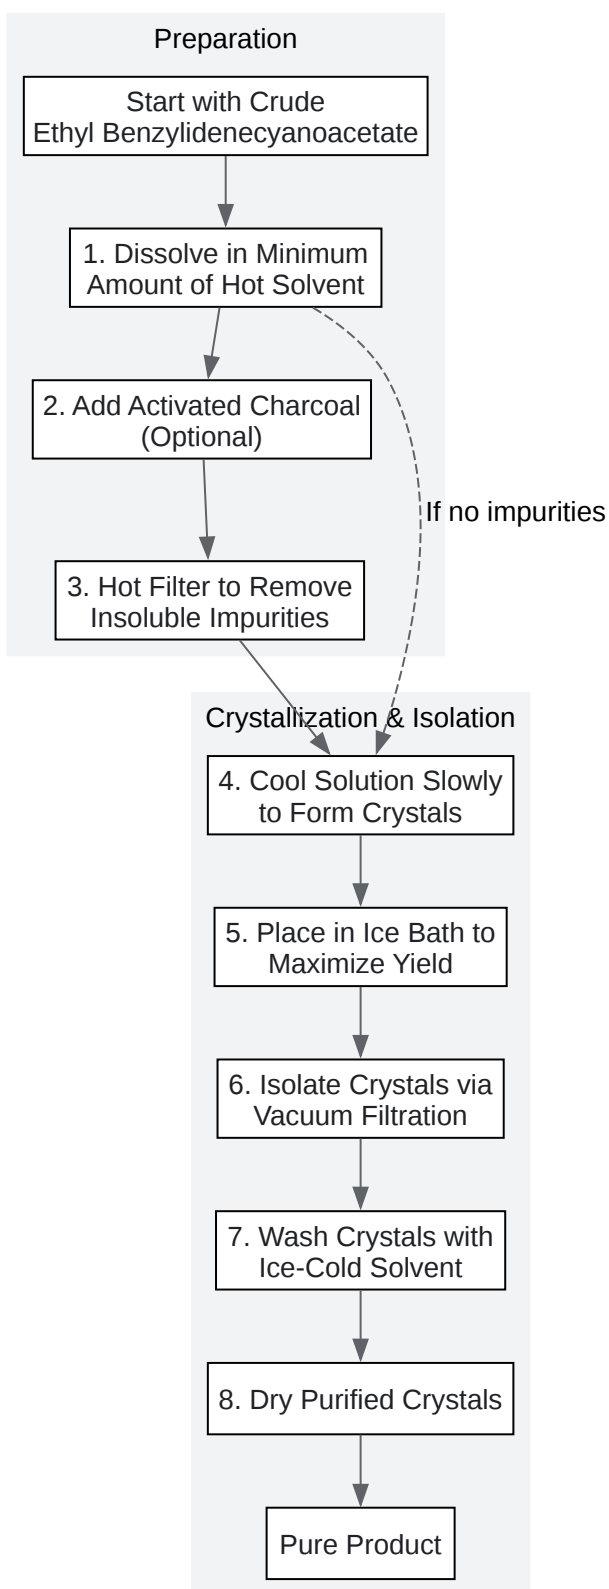 Preparation
Start with Crude
Ethyl Benzylidenecyanoacetate
1. Dissolve in Minimum
Amount of Hot Solvent
2. Add Activated Charcoal
(Optional)
If no impurities
3. Hot Filter to Remove
Insoluble Impurities
Crystallization & Isolation
4. Cool Solution Slowly
to Form Crystals
5. Place in Ice Bath to
Maximize Yield
6. Isolate Crystals via
Vacuum Filtration
7. Wash Crystals with
Ice-Cold Solvent
8. Dry Purified Crystals
Pure Product